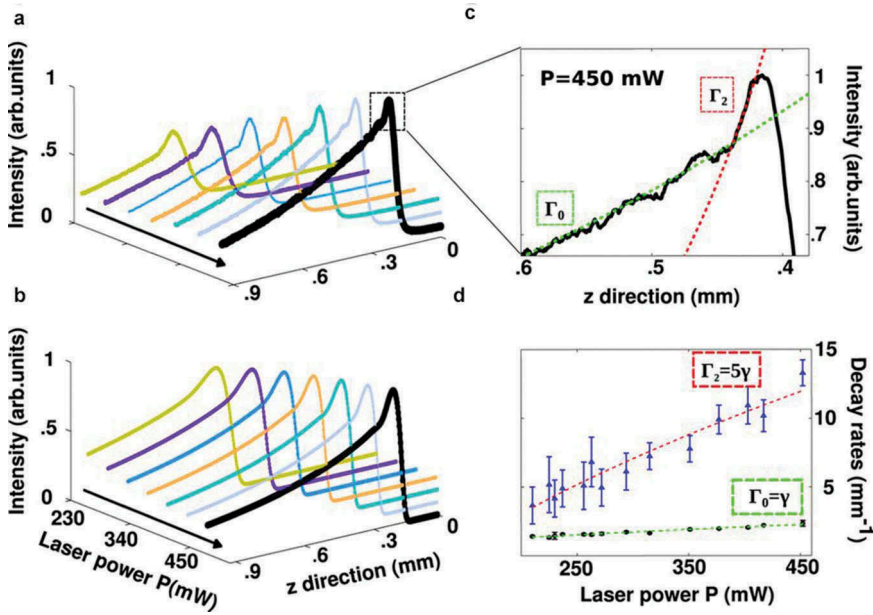 a
Intensity (arb.units)
1
.5
0
.9
.6
.3
0
c
P=450 mW
Γ2
Γ0
Intensity (arb.units)
1
.9
.8
.7
.6
.5
.4
z direction (mm)
b
Intensity (arb.units)
1
.5
0
230
340
450
Laser power P(mW)
.9
.6
.3
0
z direction (mm)
d
Γ2=5γ
Γ0=γ
15
10
5
Decay rates (mm-1)
250
350
450
Laser power P (mW)